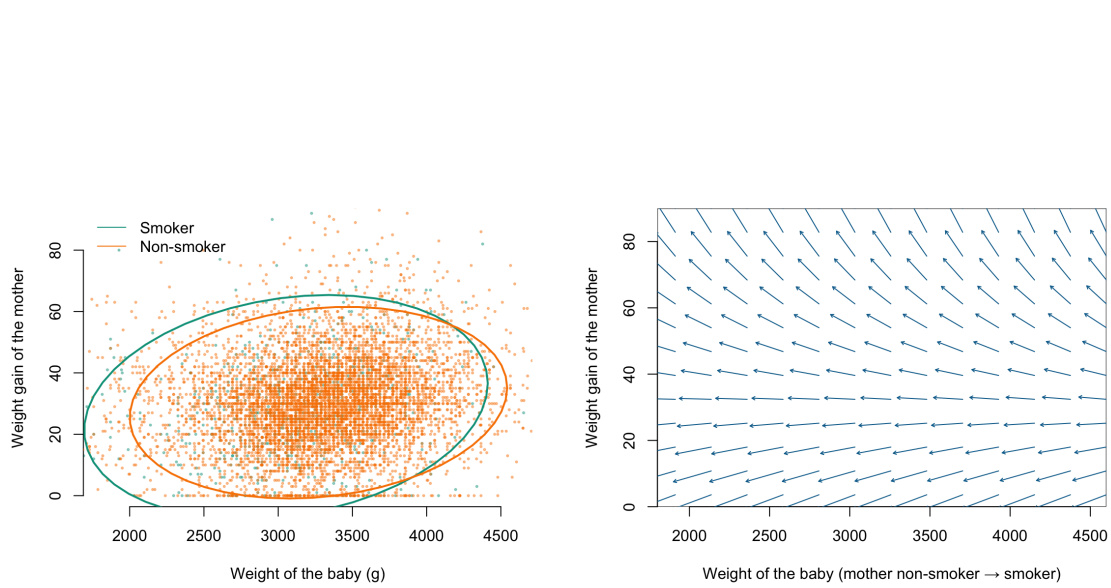 Smoker
Non-smoker
Weight gain of the mother
0 20 40 60 80
2000 2500 3000 3500 4000 4500
Weight of the baby (g)
Weight gain of the mother
0 20 40 60 80
2000 2500 3000 3500 4000 4500
Weight of the baby (mother non-smoker → smoker)